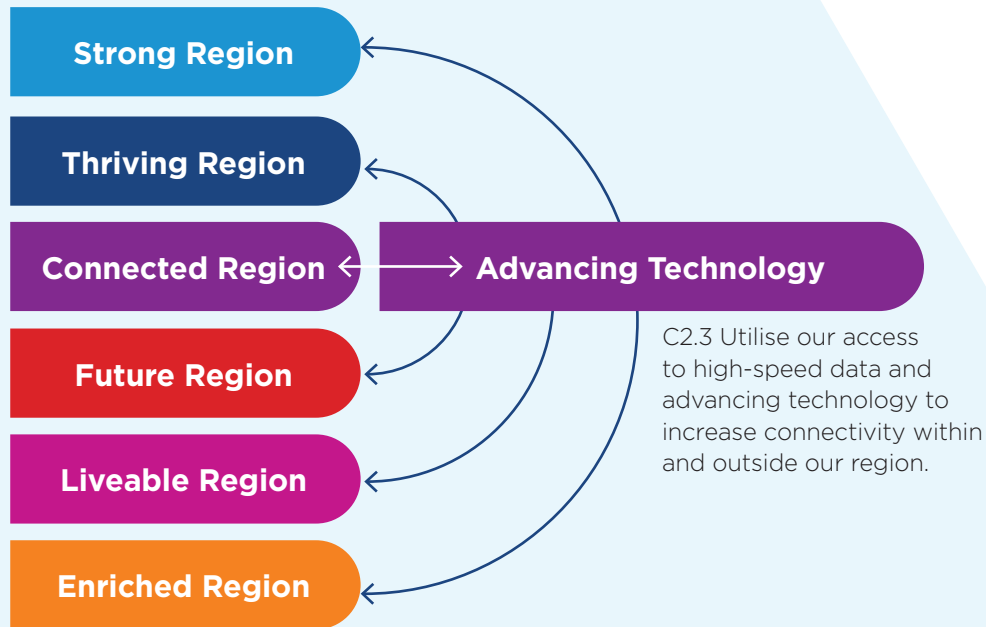 Strong Region
Thriving Region
Connected Region
Advancing Technology
C2.3 Utilise our access
to high-speed data and
advancing technology to
increase connectivity within
and outside our region.
Future Region
Liveable Region
Enriched Region